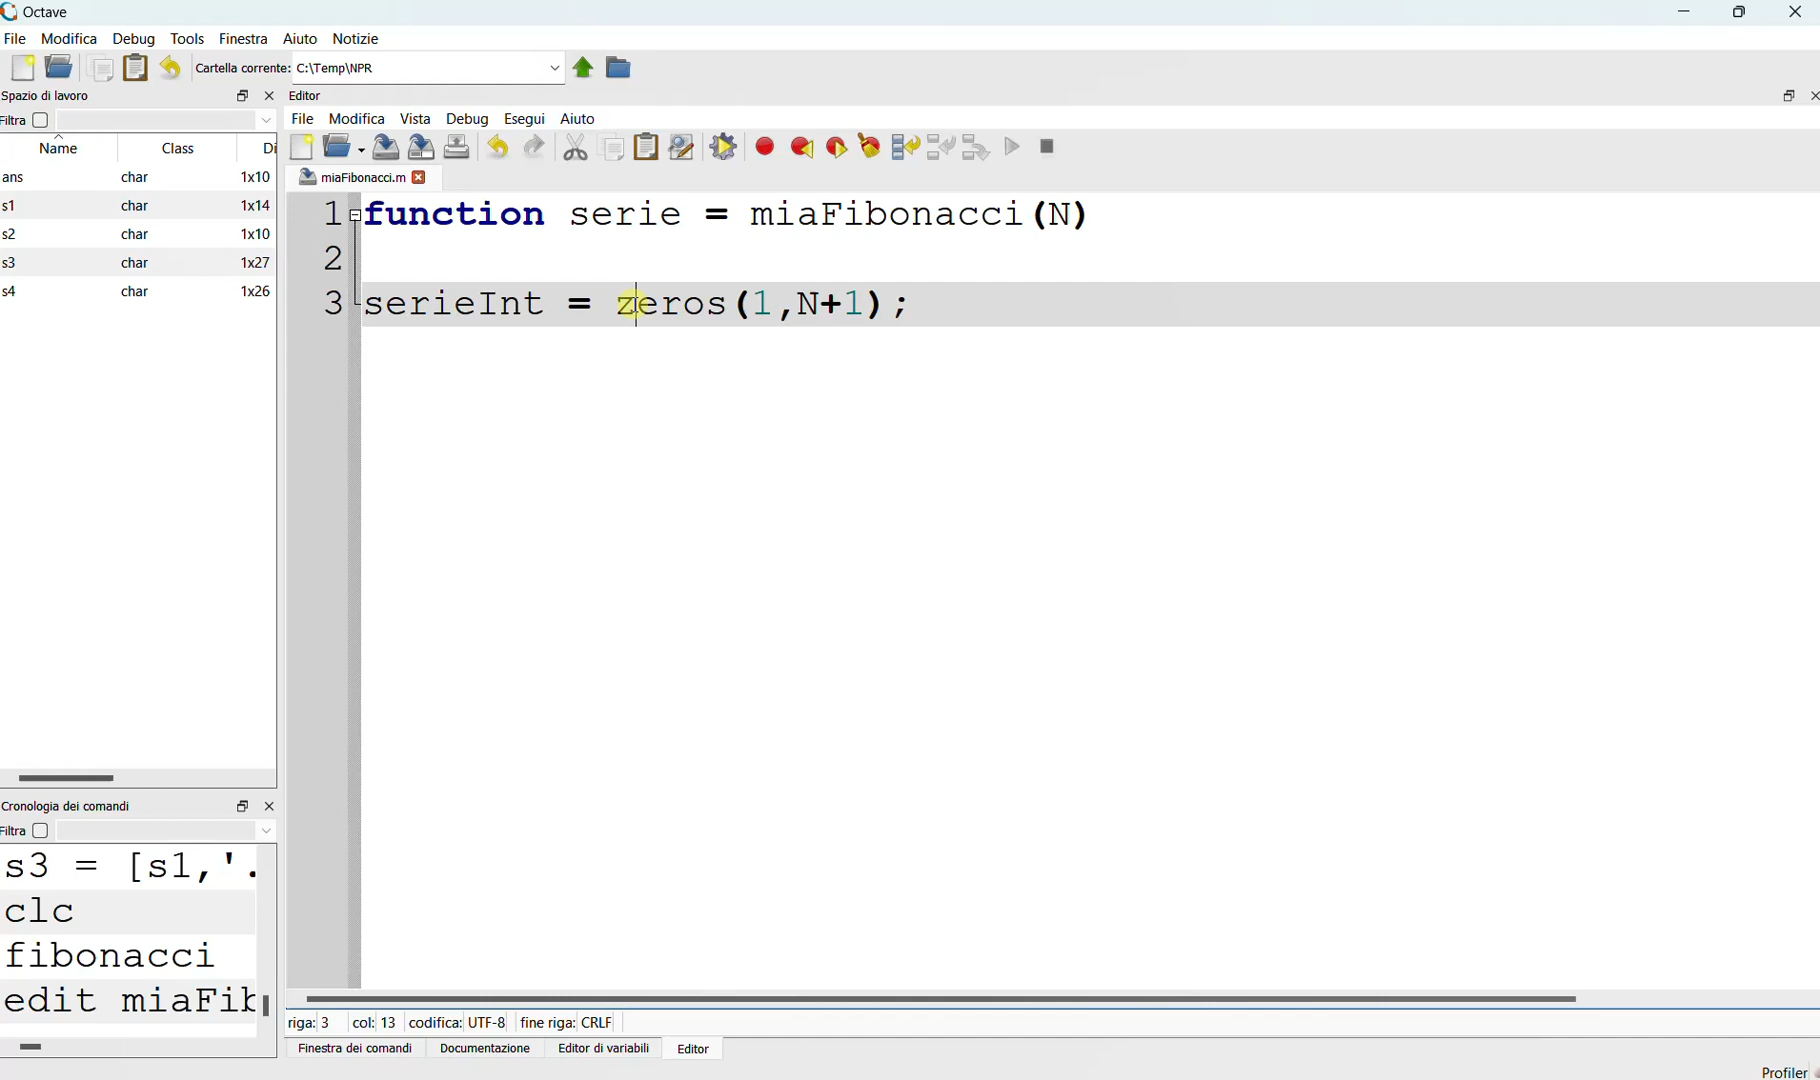 Octave
File Modifica Debug Tools Finestra Aiuto Notizie
Cartella corrente: C:\Temp\NPR
Spazio di lavoro
Filtra
Name Class Di
ans char 1x10
s1 char 1x14
s2 char 1x10
s3 char 1x27
s4 char 1x26
Cronologia dei comandi
Filtra
s3 = [s1,'.
clc
fibonacci
edit miaFib
Editor
File Modifica Vista Debug Esegui Aiuto
miaFibonacci.m
1 function serie = miaFibonacci(N)
2
3 serieInt = zeros(1,N+1);
riga: 3 col: 13 codifica: UTF-8 fine riga: CRLF
Finestra dei comandi Documentazione Editor di variabili Editor
Profiler